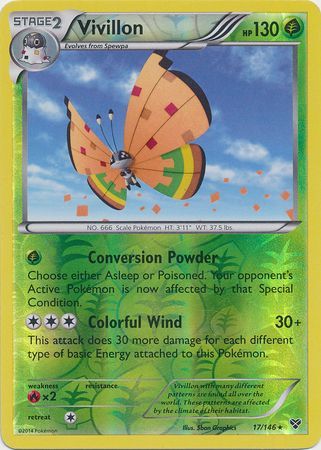 STAGE2
Vivillon
HP 130
Evolves from Spewpa
NO. 666 Scale Pokémon HT: 3'11" WT: 37.5 lbs.
Conversion Powder
Choose either Asleep or Poisoned. Your opponent's
Active Pokémon is now affected by that Special
Condition.
Colorful Wind 30+
This attack does 30 more damage for each different
type of basic Energy attached to this Pokémon.
weakness resistance
×2
retreat
Vivillon with many different
patterns are found all over the
world. These patterns are affected
by the climate of their habitat.
©2014 Pokémon
Illus. 5ban Graphics
17/146 ★
XY